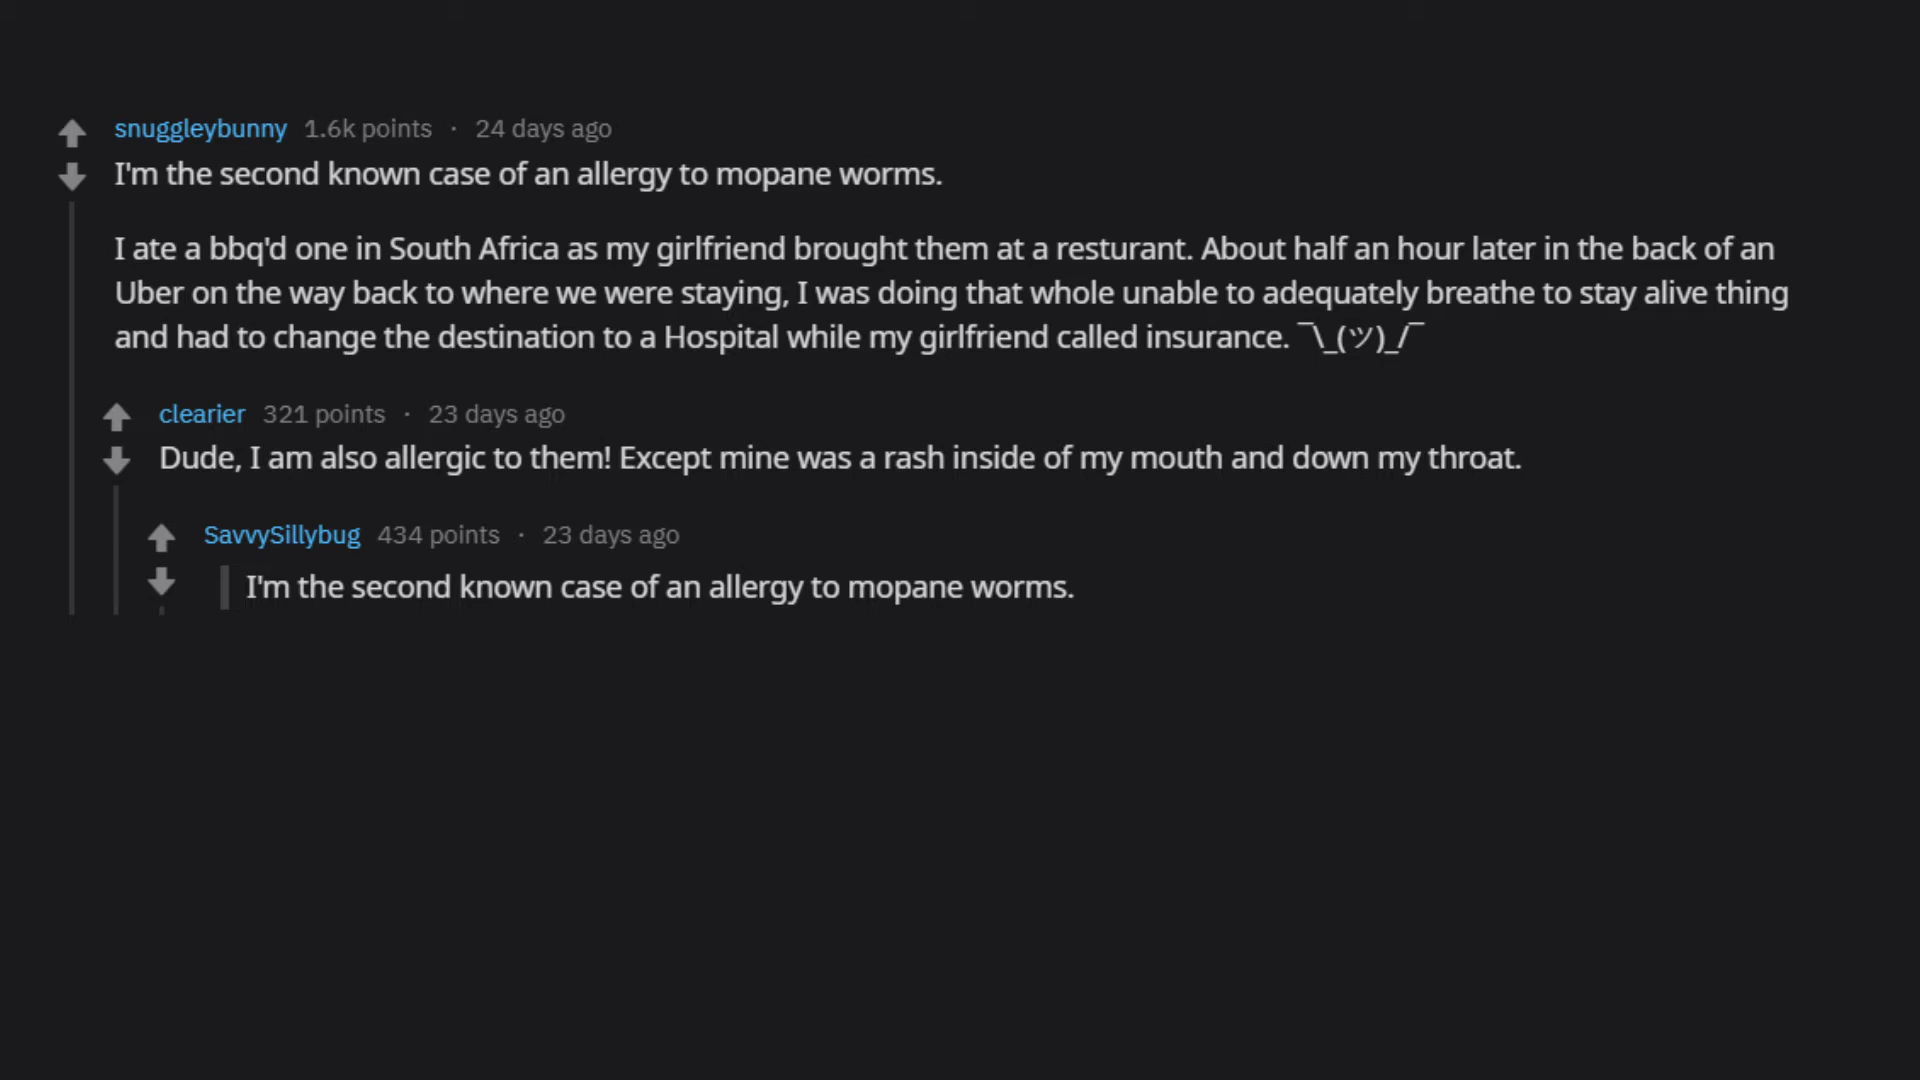 snuggleybunny 1.6k points · 24 days ago
I'm the second known case of an allergy to mopane worms.
I ate a bbq'd one in South Africa as my girlfriend brought them at a resturant. About half an hour later in the back of an
Uber on the way back to where we were staying, I was doing that whole unable to adequately breathe to stay alive thing
and had to change the destination to a Hospital while my girlfriend called insurance. ¯\_(ツ)_/¯
clearier 321 points · 23 days ago
Dude, I am also allergic to them! Except mine was a rash inside of my mouth and down my throat.
SavvySillybug 434 points · 23 days ago
I'm the second known case of an allergy to mopane worms.